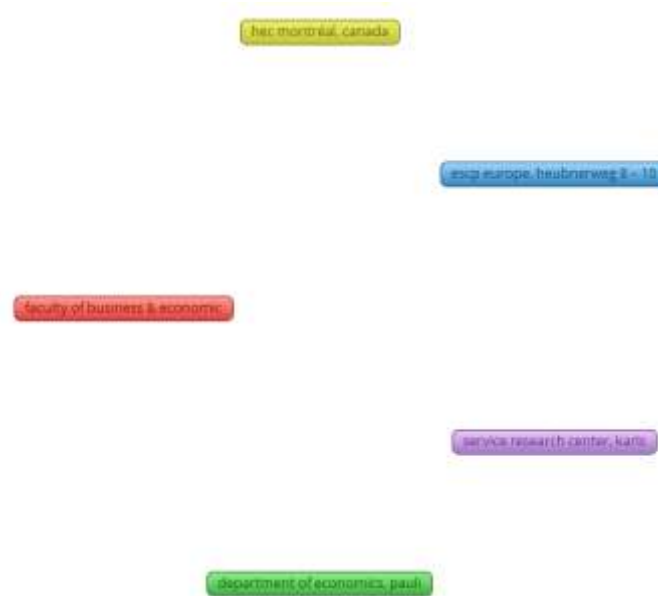 hec montréal, canada
escp europe, heubnerweg 8 – 10
faculty of business & economic
service research center, karls
department of economics, pauli